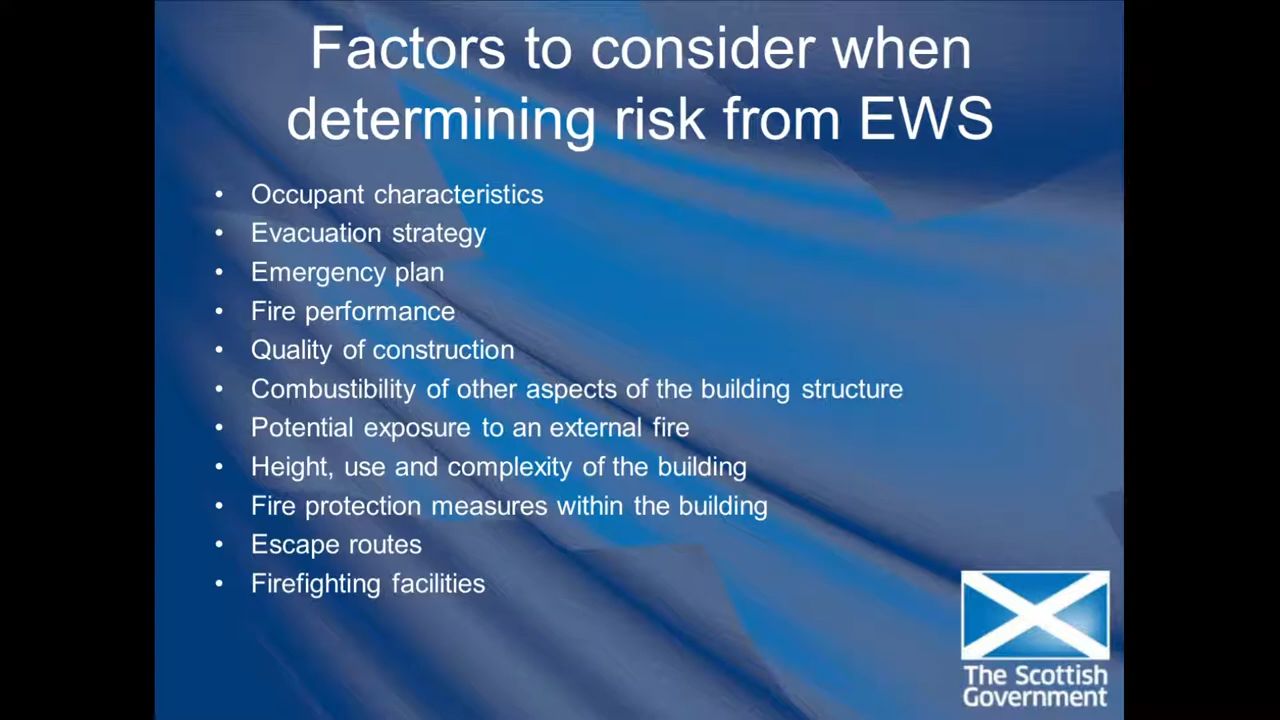 Factors to consider when
determining risk from EWS
• Occupant characteristics
• Evacuation strategy
• Emergency plan
• Fire performance
• Quality of construction
• Combustibility of other aspects of the building structure
• Potential exposure to an external fire
• Height, use and complexity of the building
• Fire protection measures within the building
• Escape routes
• Firefighting facilities
The Scottish
Government